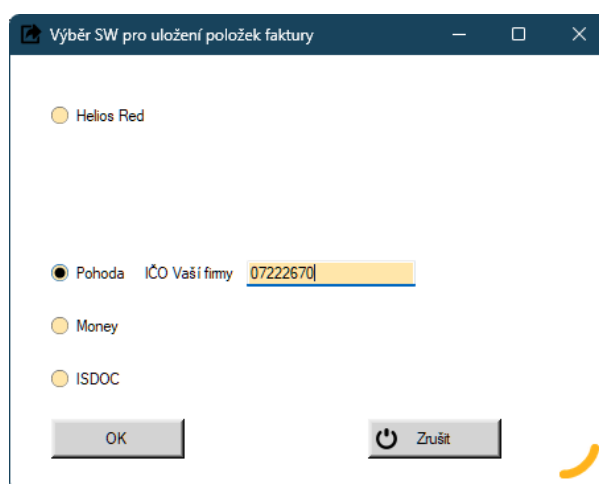 Výběr SW pro uložení položek faktury
Helios Red
Pohoda IČO Vaší firmy 07222670
Money
ISDOC
OK Zrušit